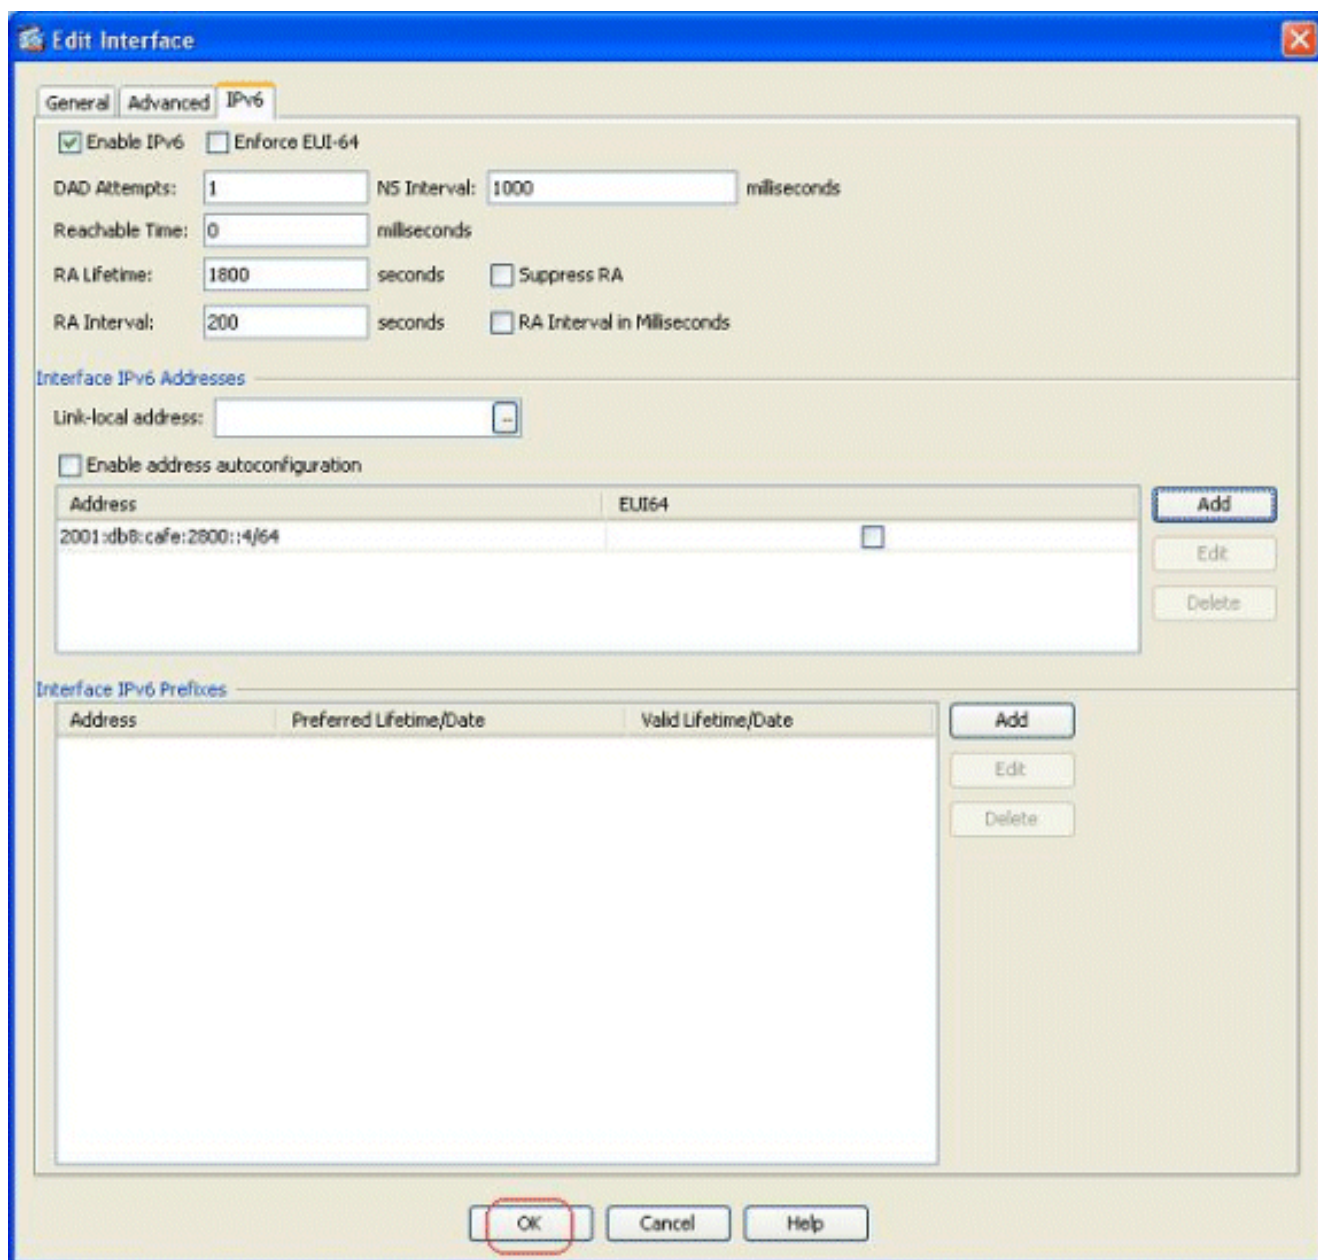 Edit Interface
General Advanced IPv6
Enable IPv6 Enforce EUI-64
DAD Attempts: 1 NS Interval: 1000 milliseconds
Reachable Time: 0 milliseconds
RA Lifetime: 1800 seconds Suppress RA
RA Interval: 200 seconds RA Interval in Milliseconds
Interface IPv6 Addresses
Link-local address: ...
Enable address autoconfiguration
Address EUI64 Add
2001:db8:cafe:2800::4/64
Edit
Delete
Interface IPv6 Prefixes
Address Preferred Lifetime/Date Valid Lifetime/Date Add
Edit
Delete
OK Cancel Help